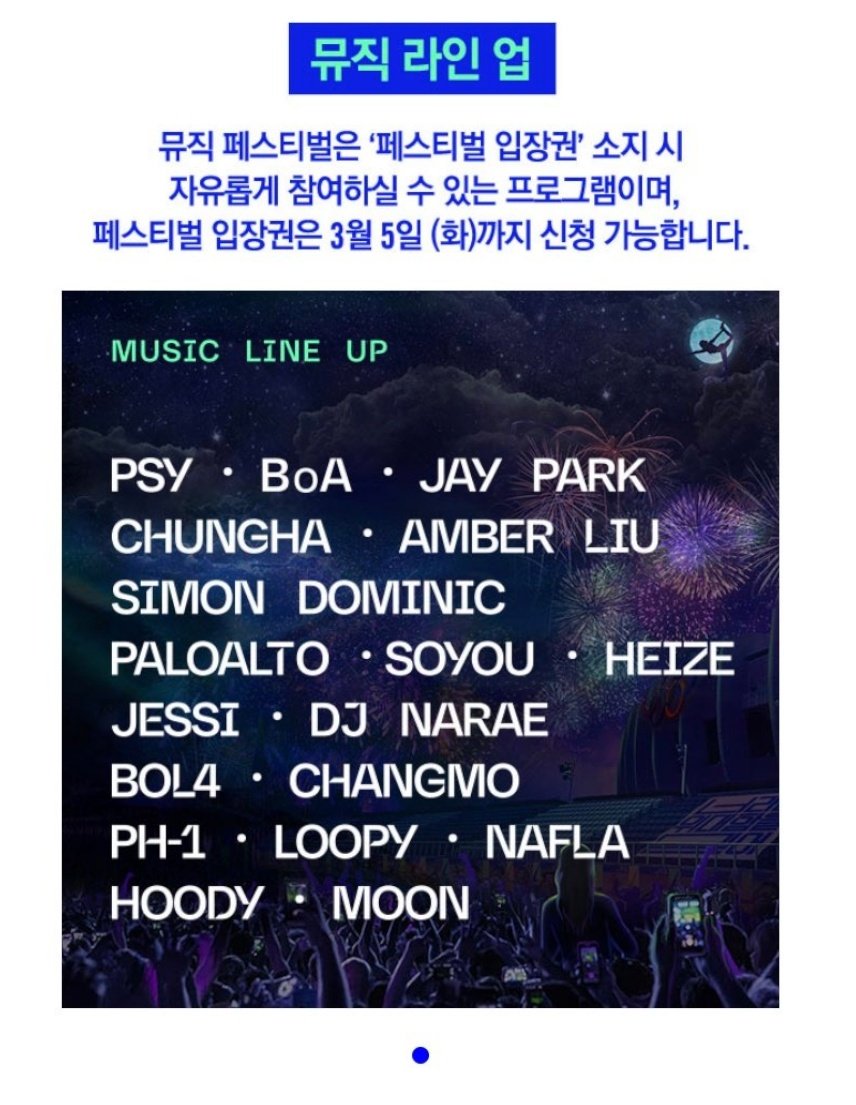 뮤직 라인 업
뮤직 페스티벌은 ‘페스티벌 입장권’ 소지 시
자유롭게 참여하실 수 있는 프로그램이며,
페스티벌 입장권은 3월 5일 (화)까지 신청 가능합니다.
MUSIC LINE UP
PSY · BoA · JAY PARK
CHUNGHA · AMBER LIU
SIMON DOMINIC
PALOALTO · SOYOU · HEIZE
JESSI · DJ NARAE
BOL4 · CHANGMO
PH-1 · LOOPY · NAFLA
HOODY · MOON